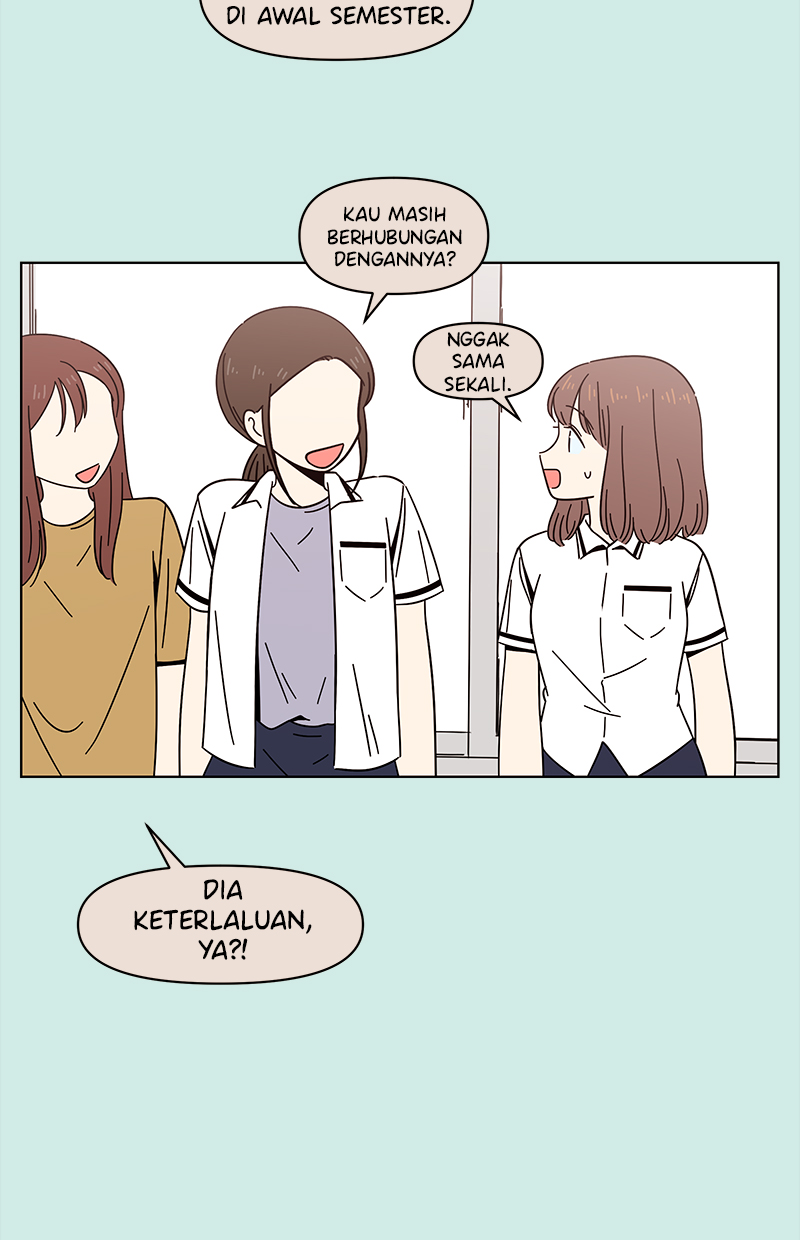 DI AWAL SEMESTER.
KAU MASIH
BERHUBUNGAN
DENGANNYA?
NGGAK
SAMA
SEKALI.
DIA
KETERLALUAN,
YA?!